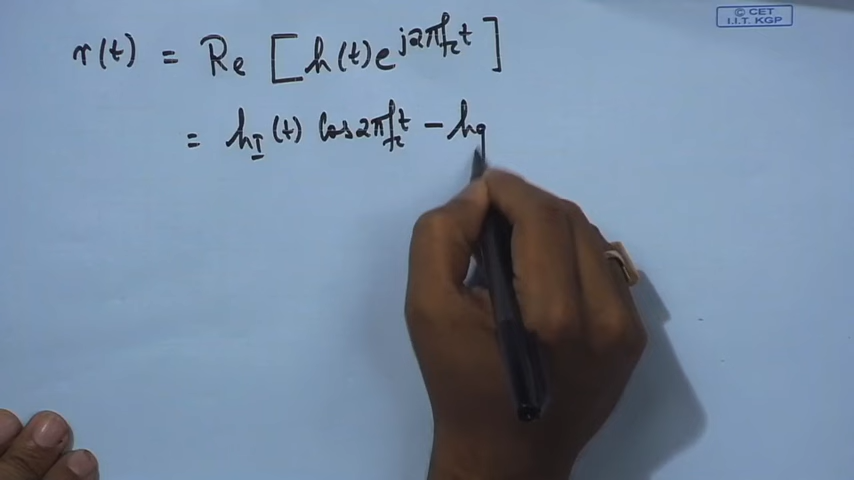 © CET
I.I.T. KGP
r(t) = Re [ h(t) e^{j2πf_c t} ]
= h_I(t) Cos2πf_c t - h_q